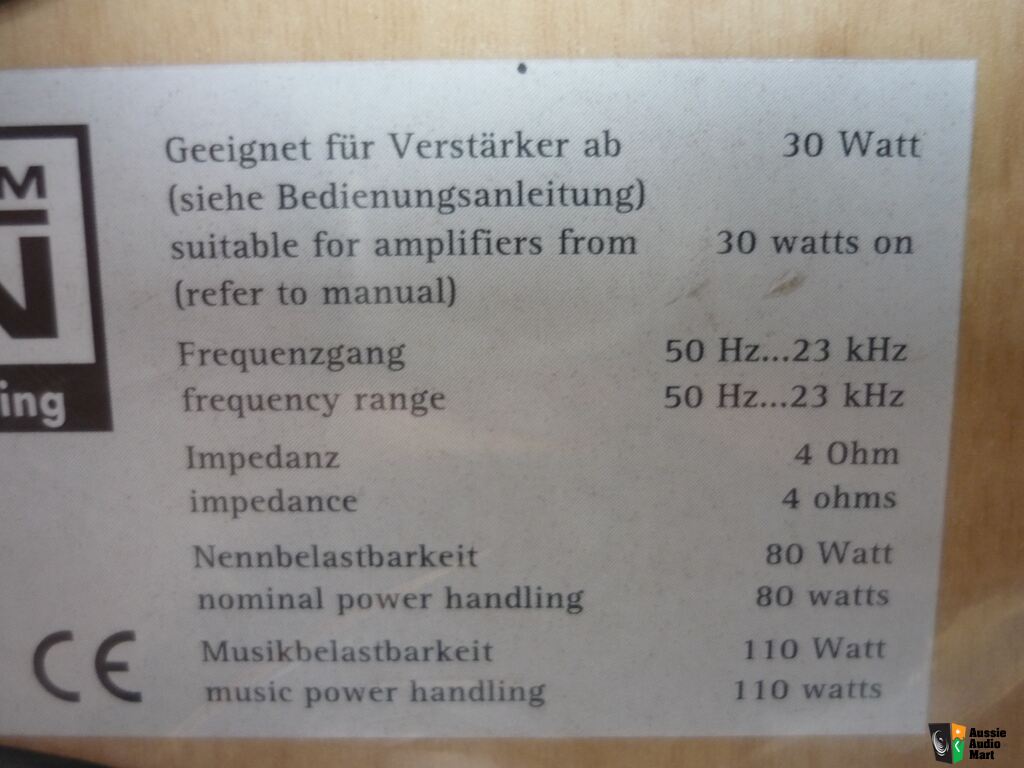 M
N
ing
Geeignet für Verstärker ab 30 Watt
(siehe Bedienungsanleitung)
suitable for amplifiers from 30 watts on
(refer to manual)
Frequenzgang 50 Hz...23 kHz
frequency range 50 Hz...23 kHz
Impedanz 4 Ohm
impedance 4 ohms
Nennbelastbarkeit 80 Watt
nominal power handling 80 watts
CE
Musikbelastbarkeit 110 Watt
music power handling 110 watts
Aussie
Audio
Mart